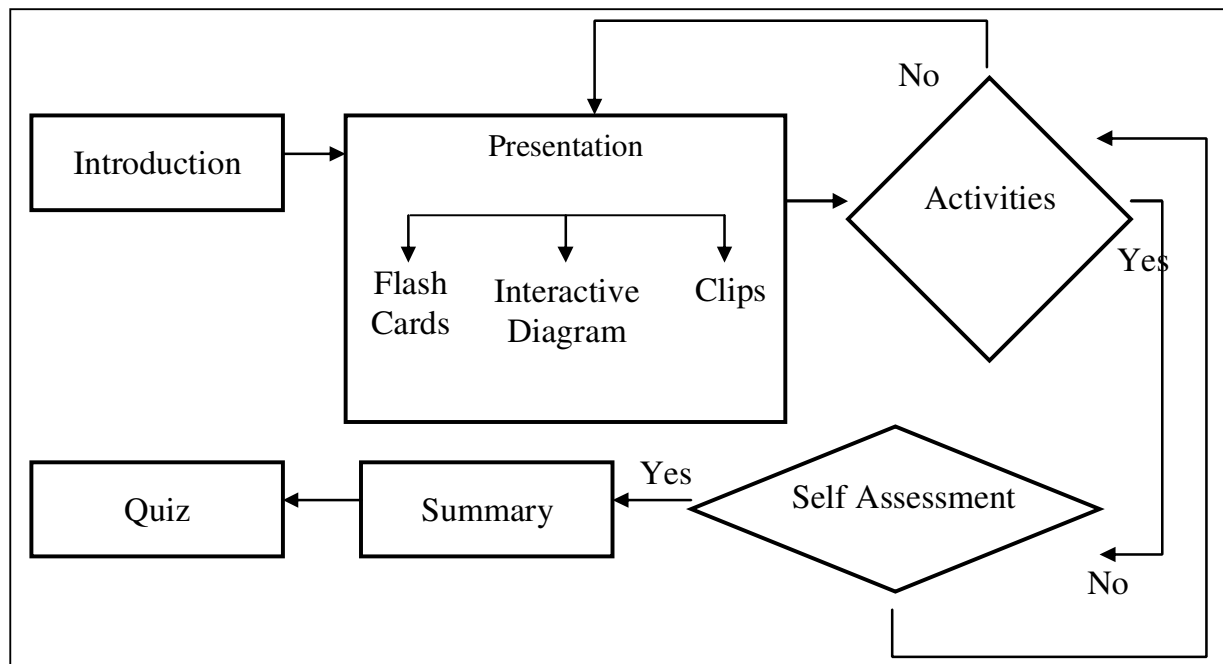 No
Introduction
Presentation
Activities
Yes
Flash
Cards
Interactive
Diagram
Clips
Quiz
Summary
Yes
Self Assessment
No